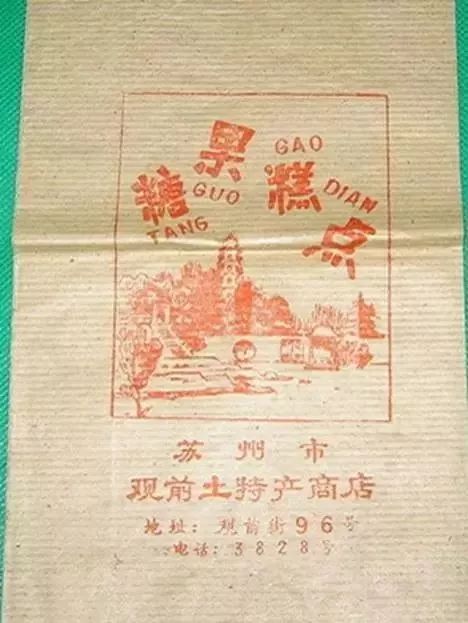 糖果糕点
TANG GUO GAO DIAN
苏州市
观前土特产商店
地址：观前街96号
电话：3828号